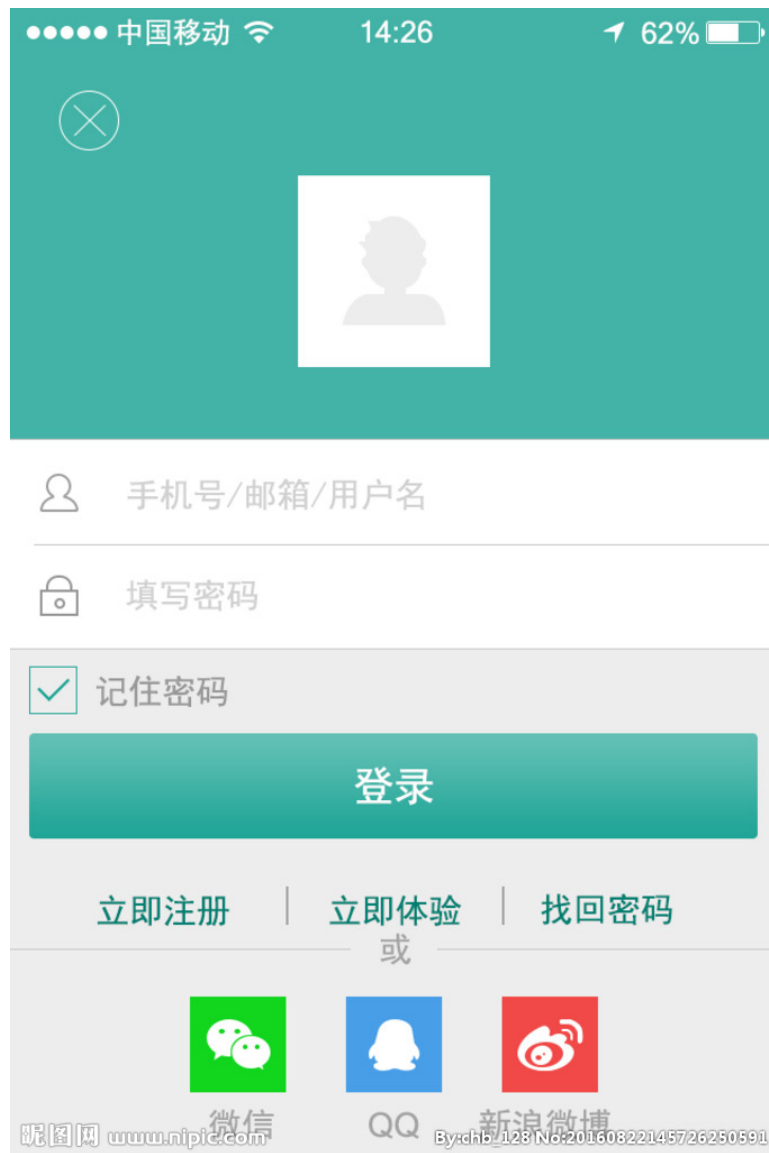 中国移动 14:26 62%
手机号/邮箱/用户名
填写密码
记住密码
登录
立即注册 立即体验 找回密码
或
微信 QQ 新浪微博
昵图网 www.nipic.com By:chb_128 No:20160822145726250591